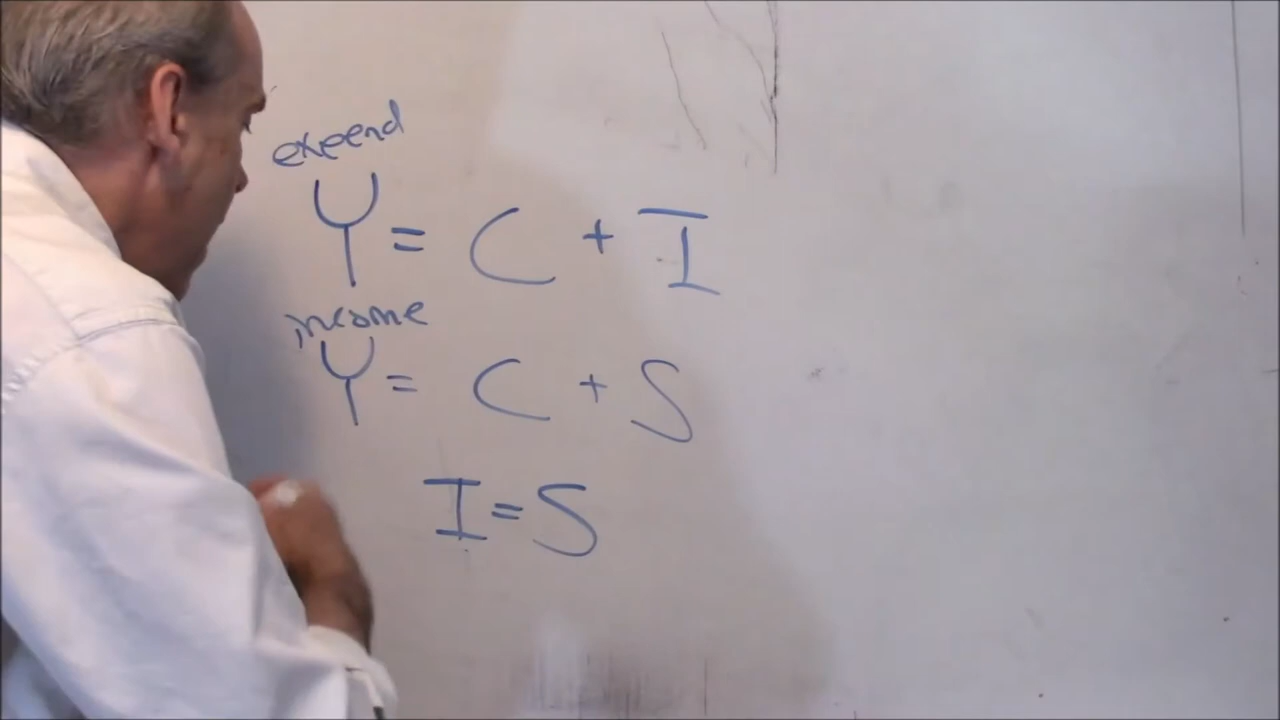 expend
Y = C + I
income
Y = C + S
I = S